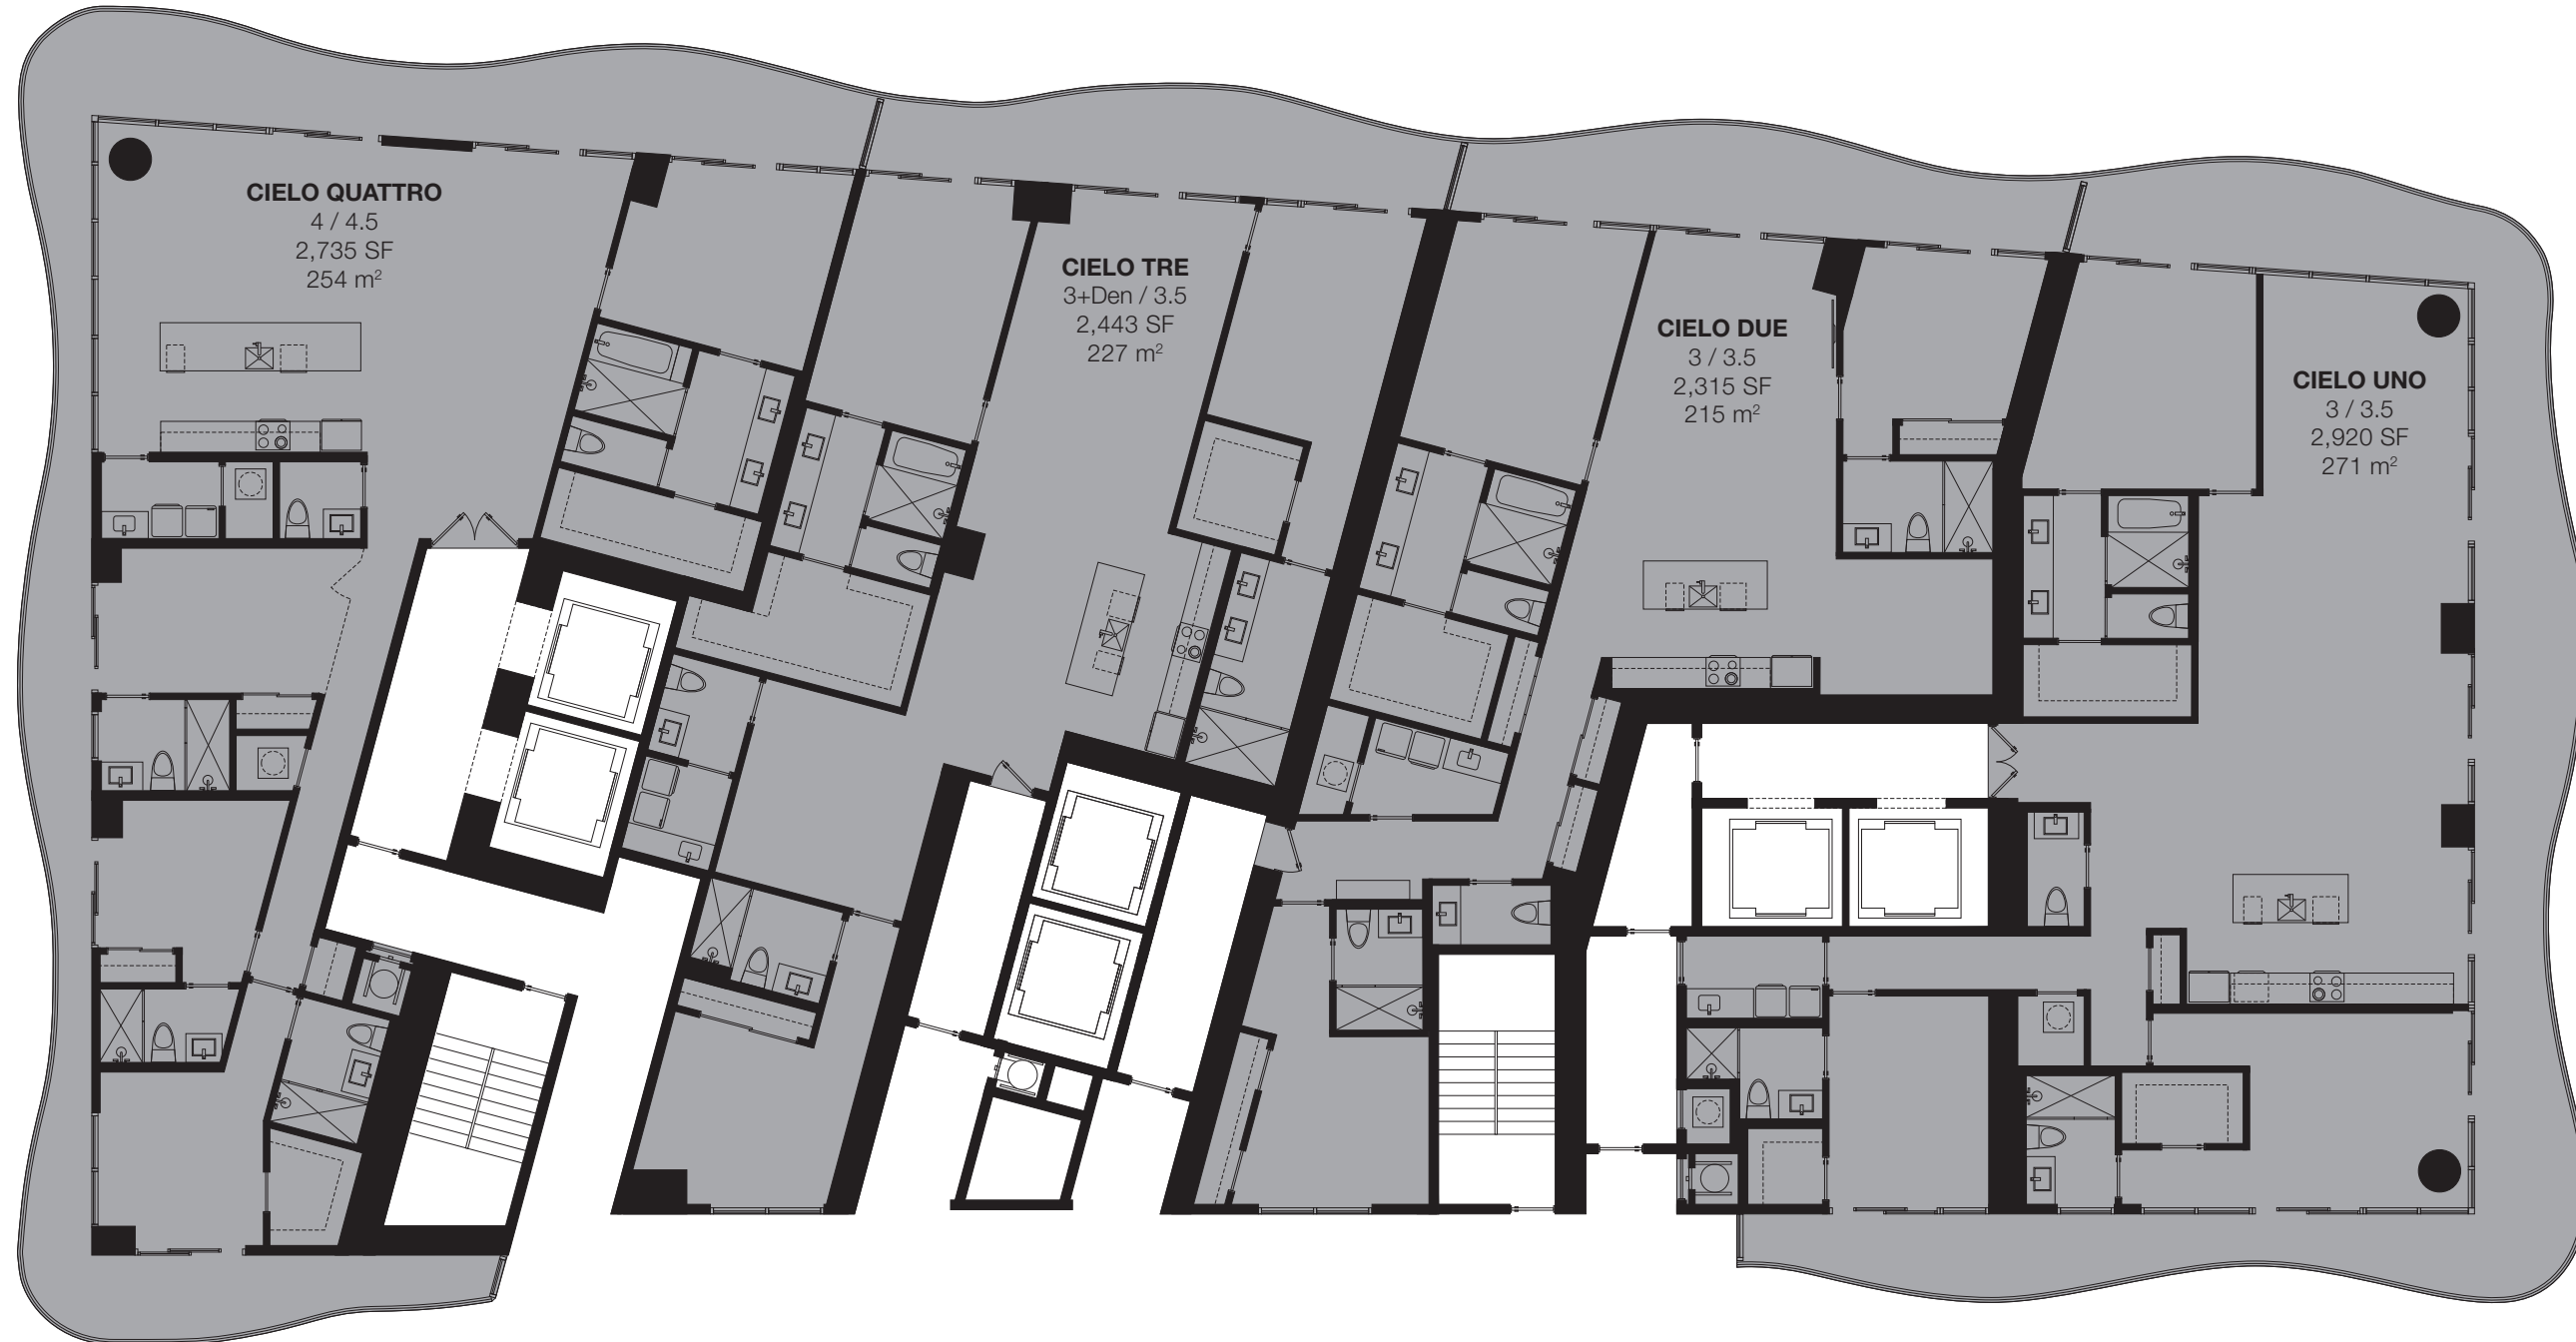 CIELO QUATTRO
4 / 4.5
2,735 SF
254 m²
CIELO TRE
3+Den / 3.5
2,443 SF
227 m²
CIELO DUE
3 / 3.5
2,315 SF
215 m²
CIELO UNO
3 / 3.5
2,920 SF
271 m²